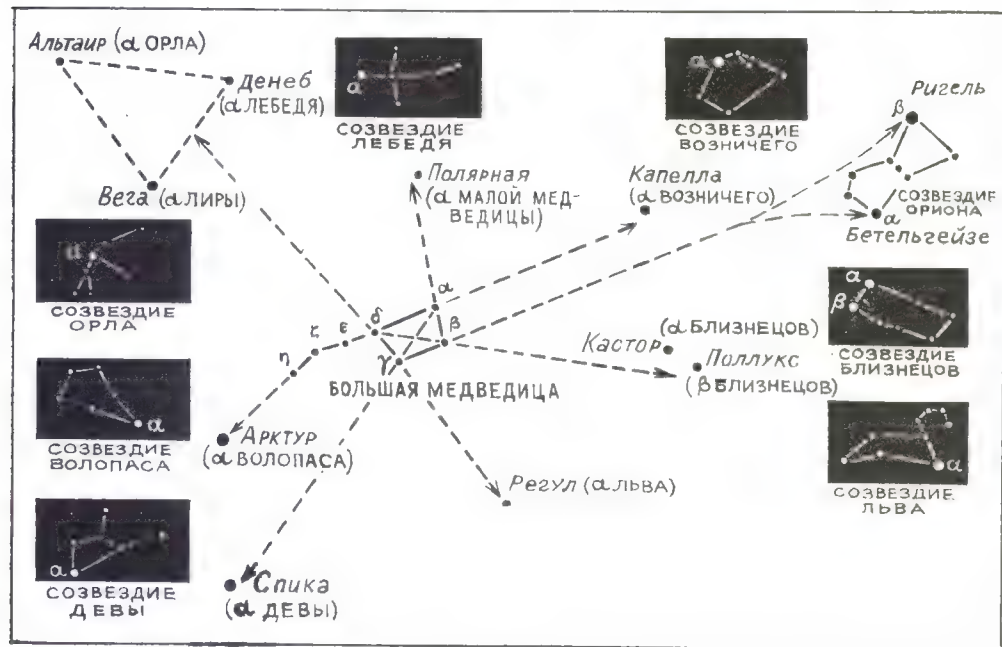 Альтаир (α ОРЛА)
Денеб
(α ЛЕБЕДЯ)
Вега (α ЛИРЫ)
α
СОЗВЕЗДИЕ
ЛЕБЕДЯ
α
СОЗВЕЗДИЕ
ВОЗНИЧЕГО
Ригель
β
СОЗВЕЗДИЕ
ОРИОНА
α
Бетельгейзе
Полярная
(α МАЛОЙ МЕД-
ВЕДИЦЫ)
Капелла
(α ВОЗНИЧЕГО)
α
СОЗВЕЗДИЕ
ОРЛА
α
β
γ
δ
ε
ζ
η
БОЛЬШАЯ МЕДВЕДИЦА
(α БЛИЗНЕЦОВ)
Кастор
Поллукс
(β БЛИЗНЕЦОВ)
α
β
СОЗВЕЗДИЕ
БЛИЗНЕЦОВ
α
СОЗВЕЗДИЕ
ВОЛОПАСА
Арктур
(α ВОЛОПАСА)
Регул (α ЛЬВА)
α
СОЗВЕЗДИЕ
ЛЬВА
α
СОЗВЕЗДИЕ
ДЕВЫ
Спика
(α ДЕВЫ)